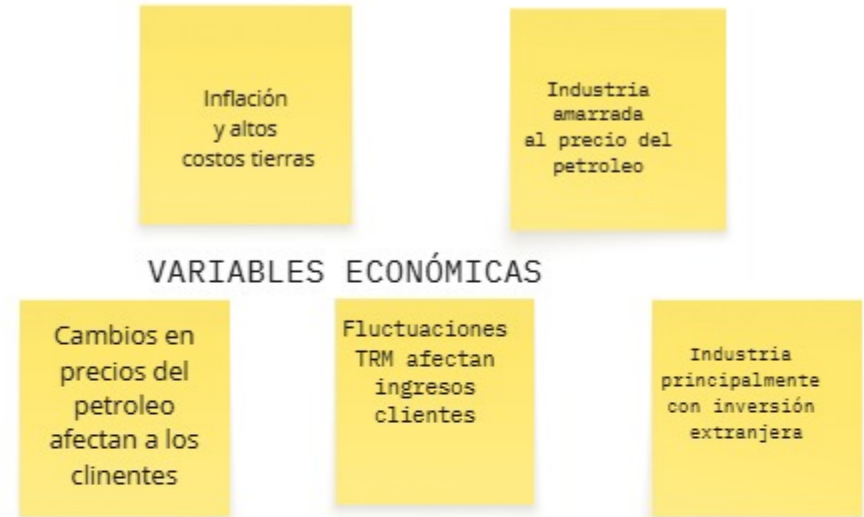 Inflación
y altos
costos tierras
Industria
amarrada
al precio del
petroleo
VARIABLES ECONÓMICAS
Cambios en
precios del
petroleo
afectan a los
clinentes
Fluctuaciones
TRM afectan
ingresos
clientes
Industria
principalmente
con inversión
extranjera